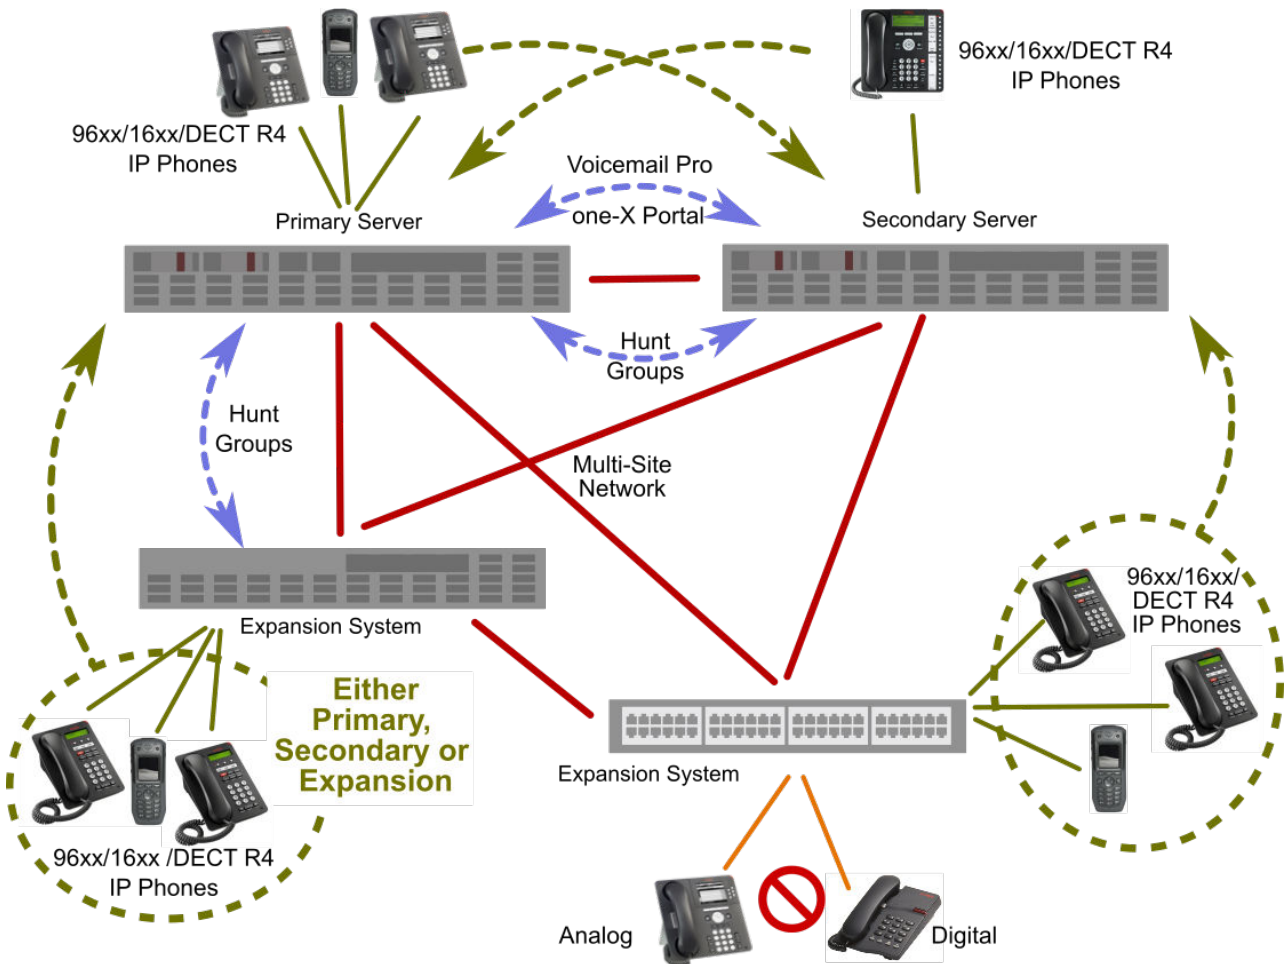 96xx/16xx/DECT R4
IP Phones
96xx/16xx/DECT R4
IP Phones
Voicemail Pro
one-X Portal
Primary Server
Secondary Server
Hunt
Groups
Hunt
Groups
Multi-Site
Network
Expansion System
96xx/16xx/
DECT R4
IP Phones
Either
Primary,
Secondary or
Expansion
Expansion System
96xx/16xx /DECT R4
IP Phones
Analog
Digital